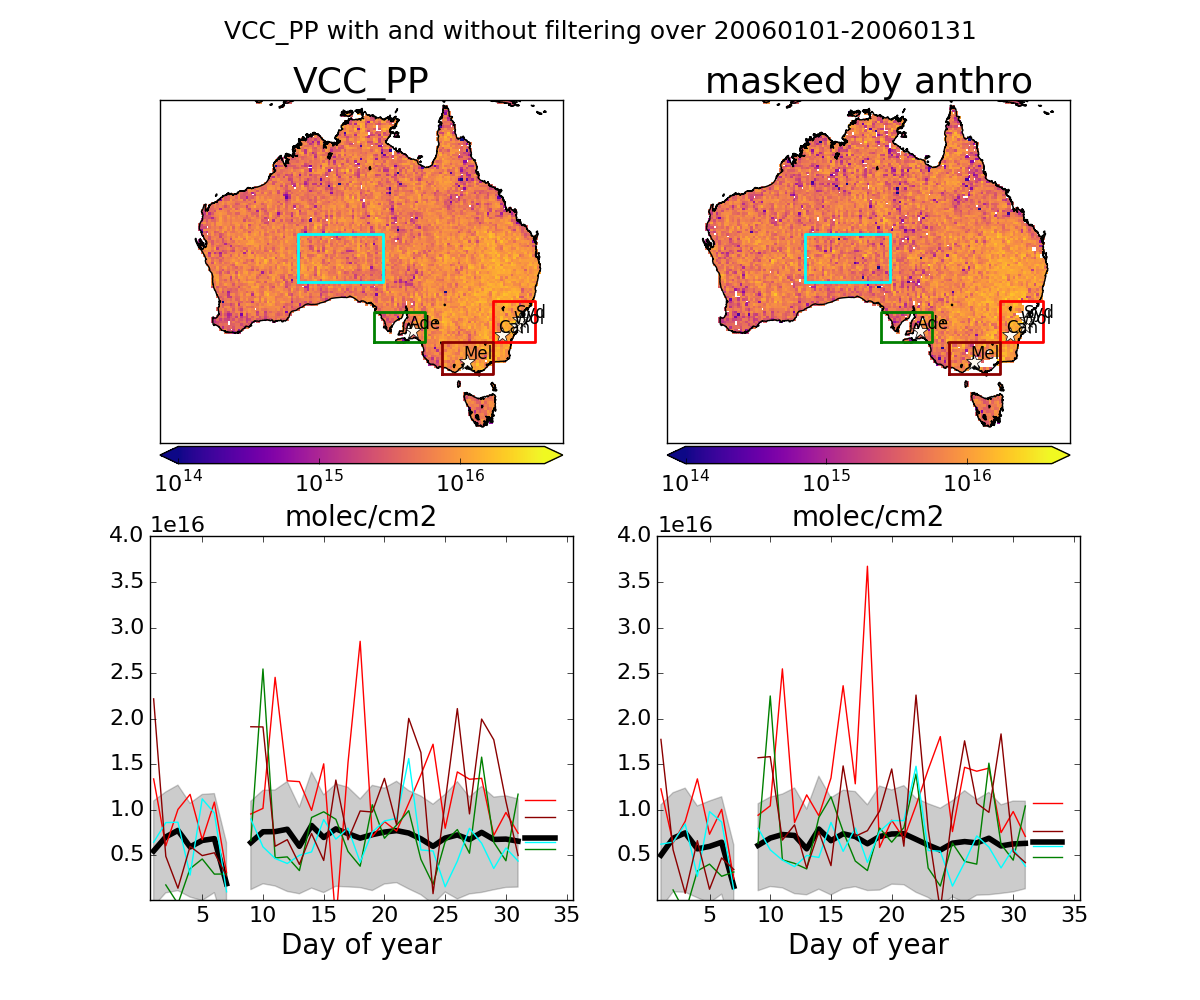 VCC_PP with and without filtering over 20060101-20060131
VCC_PP
masked by anthro
Ade
Mel
Can
Syd
Wol
Ade
Mel
Can
Syd
Wol
10^14 10^15 10^16
10^14 10^15 10^16
molec/cm2
molec/cm2
1e16
4.0
3.5
3.0
2.5
2.0
1.5
1.0
0.5
5 10 15 20 25 30 35
Day of year
1e16
4.0
3.5
3.0
2.5
2.0
1.5
1.0
0.5
5 10 15 20 25 30 35
Day of year